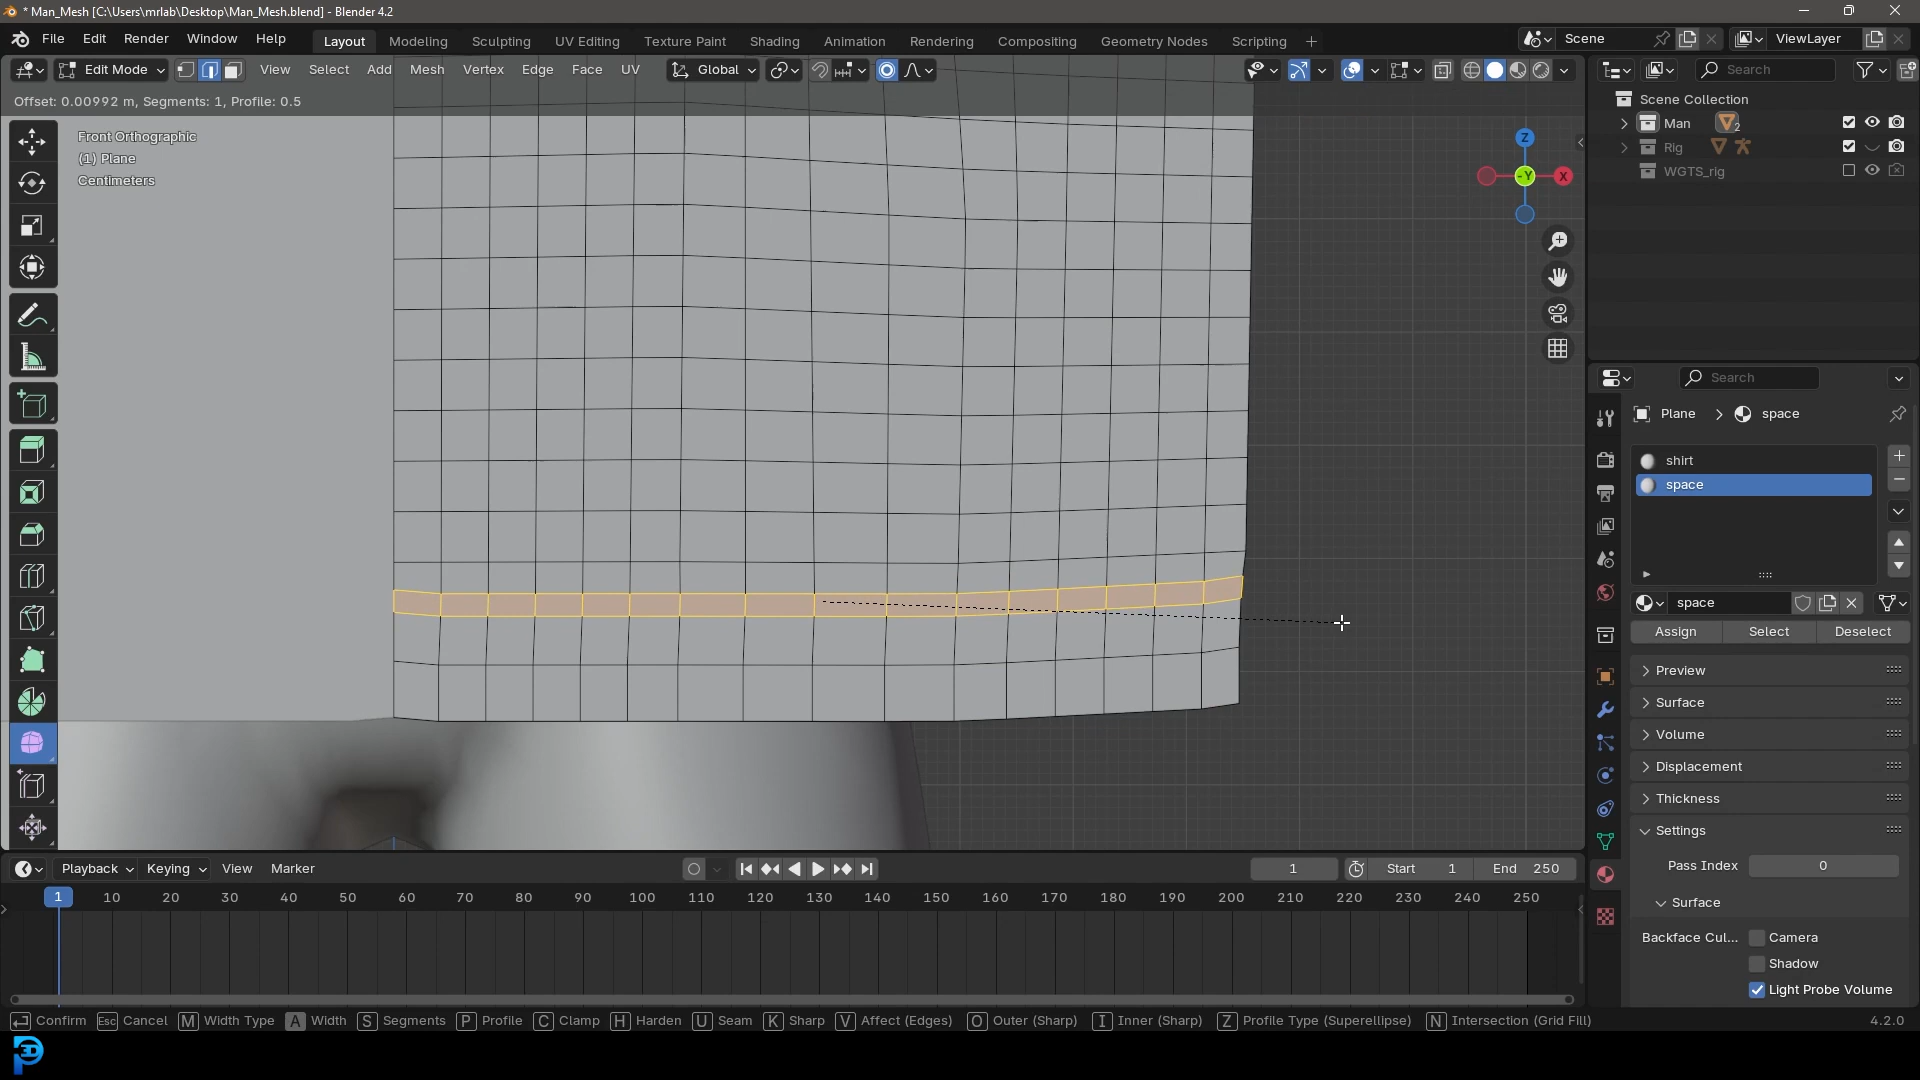 * Man_Mesh [C:\Users\mrlab\Desktop\Man_Mesh.blend] - Blender 4.2
File Edit Render Window Help Layout Modeling Sculpting UV Editing Texture Paint Shading Animation Rendering Compositing Geometry Nodes Scripting + Scene ViewLayer
Edit Mode View Select Add Mesh Vertex Edge Face UV Global Search
Offset: 0.00992 m, Segments: 1, Profile: 0.5
Scene Collection
Front Orthographic
(1) Plane
Centimeters
Z
-Y
X
Man 2
Rig
WGTS_rig
Search
Plane > space
shirt
space
space
Assign Select Deselect
Preview
Surface
Volume
Displacement
Thickness
Settings
Pass Index 0
Surface
Backface Cul... Camera
Shadow
Light Probe Volume
Playback Keying View Marker 1 Start 1 End 250
1 10 20 30 40 50 60 70 80 90 100 110 120 130 140 150 160 170 180 190 200 210 220 230 240 250
Confirm Esc Cancel M Width Type A Width S Segments P Profile C Clamp H Harden U Seam K Sharp V Affect (Edges) O Outer (Sharp) I Inner (Sharp) Z Profile Type (Superellipse) N Intersection (Grid Fill) 4.2.0
3D